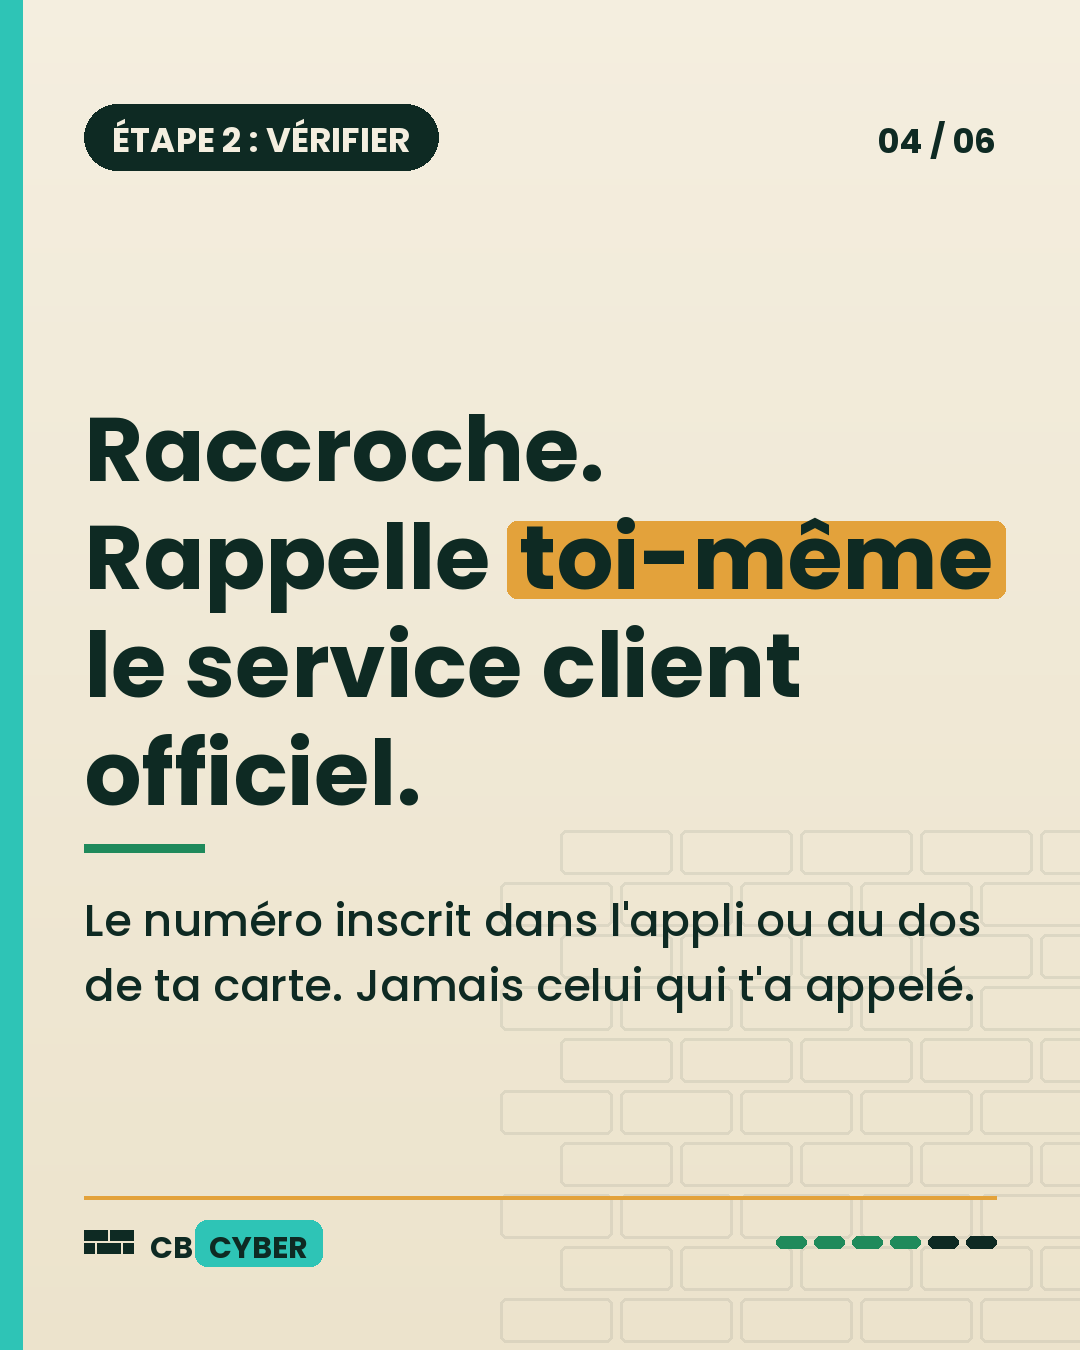 ÉTAPE 2 : VÉRIFIER
04 / 06
Raccroche.
Rappelle toi-même
le service client
officiel.
Le numéro inscrit dans l'appli ou au dos
de ta carte. Jamais celui qui t'a appelé.
CB CYBER